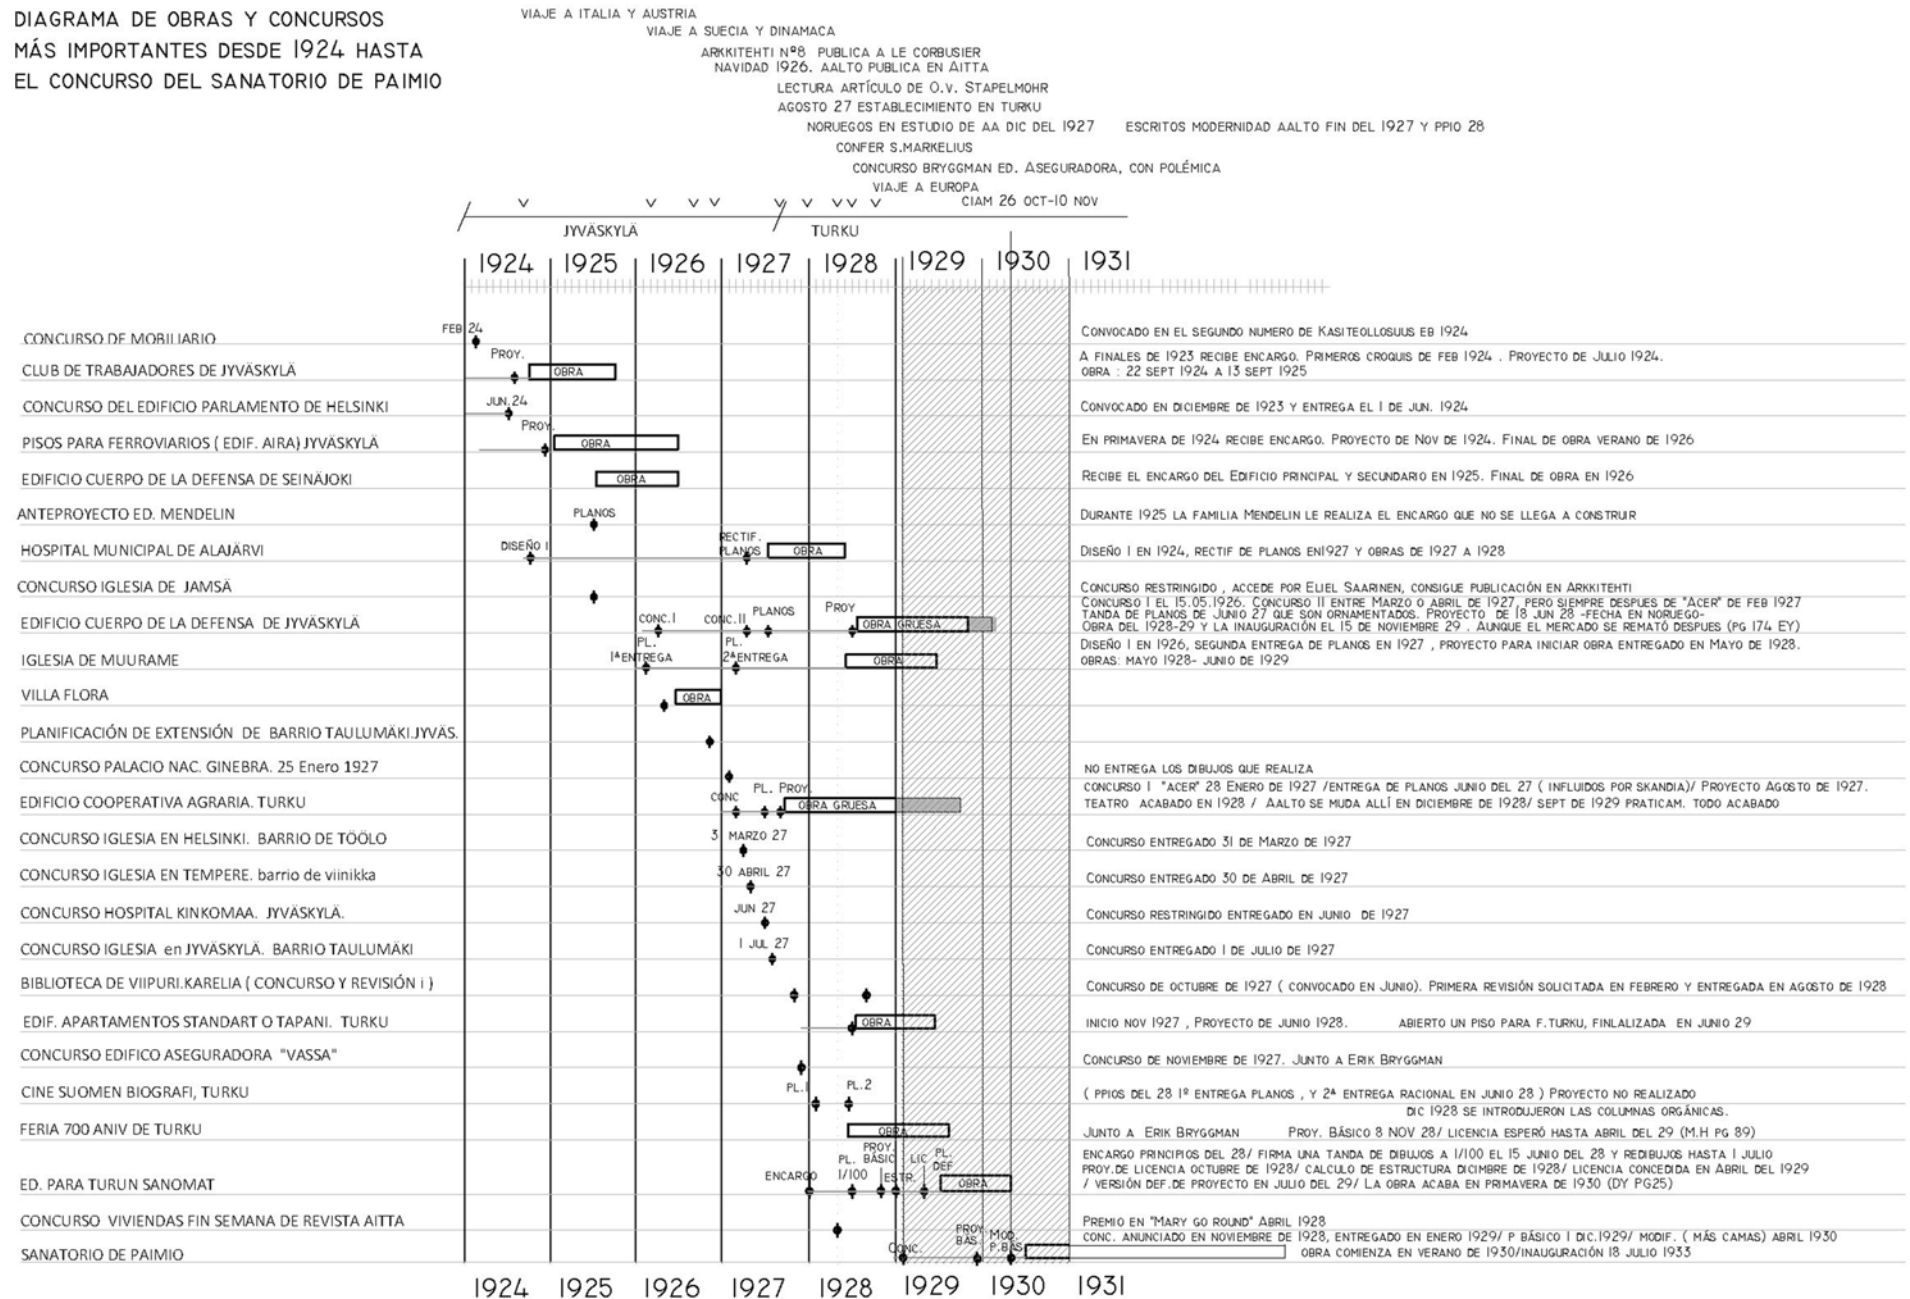 DIAGRAMA DE OBRAS Y CONCURSOS
MÁS IMPORTANTES DESDE 1924 HASTA
EL CONCURSO DEL SANATORIO DE PAIMIO
VIAJE A ITALIA Y AUSTRIA
VIAJE A SUECIA Y DINAMACA
ARKKITEHTI Nº8 PUBLICA A LE CORBUSIER
NAVIDAD 1926. AALTO PUBLICA EN AITTA
LECTURA ARTÍCULO DE O.V. STAPELMOHR
AGOSTO 27 ESTABLECIMIENTO EN TURKU
NORUEGOS EN ESTUDIO DE AA DIC DEL 1927 ESCRITOS MODERNIDAD AALTO FIN DEL 1927 Y PPIO 28
CONFER S.MARKELIUS
CONCURSO BRYGGMAN ED. ASEGURADORA, CON POLÉMICA
VIAJE A EUROPA
CIAM 26 OCT-10 NOV
JYVÄSKYLÄ TURKU
1924 1925 1926 1927 1928 1929 1930 1931
FEB 24
CONCURSO DE MOBILIARIO CONVOCADO EN EL SEGUNDO NUMERO DE KASITEOLLOSUUS EB 1924
PROY.
CLUB DE TRABAJADORES DE JYVÄSKYLÄ OBRA A FINALES DE 1923 RECIBE ENCARGO. PRIMEROS CROQUIS DE FEB 1924 . PROYECTO DE JULIO 1924.
OBRA : 22 SEPT 1924 A 13 SEPT 1925
CONCURSO DEL EDIFICIO PARLAMENTO DE HELSINKI JUN.24 CONVOCADO EN DICIEMBRE DE 1923 Y ENTREGA EL 1 DE JUN. 1924
PROY.
PISOS PARA FERROVIARIOS ( EDIF. AIRA) JYVÄSKYLÄ OBRA EN PRIMAVERA DE 1924 RECIBE ENCARGO. PROYECTO DE NOV DE 1924. FINAL DE OBRA VERANO DE 1926
EDIFICIO CUERPO DE LA DEFENSA DE SEINÄJOKI OBRA RECIBE EL ENCARGO DEL EDIFICIO PRINCIPAL Y SECUNDARIO EN 1925. FINAL DE OBRA EN 1926
ANTEPROYECTO ED. MENDELIN PLANOS DURANTE 1925 LA FAMILIA MENDELIN LE REALIZA EL ENCARGO QUE NO SE LLEGA A CONSTRUIR
RECTIF.
HOSPITAL MUNICIPAL DE ALAJÄRVI DISEÑO I PLANOS OBRA DISEÑO I EN 1924, RECTIF DE PLANOS EN1927 Y OBRAS DE 1927 A 1928
CONCURSO IGLESIA DE JAMSÄ CONCURSO RESTRINGIDO , ACCEDE POR ELIEL SAARINEN, CONSIGUE PUBLICACIÓN EN ARKKITEHTI
CONCURSO I EL 15.05.1926. CONCURSO II ENTRE MARZO O ABRIL DE 1927, PERO SIEMPRE DESPUES DE "ACER" DE FEB 1927
CONC.I CONC.II PLANOS PROY TANDA DE PLANOS DE JUNIO 27 QUE SON ORNAMENTADOS. PROYECTO DE 18 JUN 28 -FECHA EN NORUEGO-
EDIFICIO CUERPO DE LA DEFENSA DE JYVÄSKYLÄ OBRA GRUESA OBRA DEL 1928-29 Y LA INAUGURACIÓN EL 15 DE NOVIEMBRE 29 . AUNQUE EL MERCADO SE REMATÓ DESPUES (PG 174 EY)
PL. PL. DISEÑO I EN 1926, SEGUNDA ENTREGA DE PLANOS EN 1927 , PROYECTO PARA INICIAR OBRA ENTREGADO EN MAYO DE 1928.
IGLESIA DE MUURAME 1ª ENTREGA 2ª ENTREGA OBRA OBRAS: MAYO 1928- JUNIO DE 1929
VILLA FLORA OBRA
PLANIFICACIÓN DE EXTENSIÓN DE BARRIO TAULUMÄKI.JYVÄS.
CONCURSO PALACIO NAC. GINEBRA. 25 Enero 1927 NO ENTREGA LOS DIBUJOS QUE REALIZA
CONC PL. PROY. CONCURSO I "ACER" 28 ENERO DE 1927 /ENTREGA DE PLANOS JUNIO DEL 27 ( INFLUIDOS POR SKANDIA)/ PROYECTO AGOSTO DE 1927.
EDIFICIO COOPERATIVA AGRARIA. TURKU OBRA GRUESA TEATRO ACABADO EN 1928 / AALTO SE MUDA ALLÍ EN DICIEMBRE DE 1928/ SEPT DE 1929 PRATICAM. TODO ACABADO
CONCURSO IGLESIA EN HELSINKI. BARRIO DE TÖÖLO 3 MARZO 27 CONCURSO ENTREGADO 31 DE MARZO DE 1927
CONCURSO IGLESIA EN TEMPERE. barrio de viinikka 30 ABRIL 27 CONCURSO ENTREGADO 30 DE ABRIL DE 1927
CONCURSO HOSPITAL KINKOMAA. JYVÄSKYLÄ. JUN 27 CONCURSO RESTRINGIDO ENTREGADO EN JUNIO DE 1927
CONCURSO IGLESIA en JYVÄSKYLÄ. BARRIO TAULUMÄKI 1 JUL 27 CONCURSO ENTREGADO 1 DE JULIO DE 1927
BIBLIOTECA DE VIIPURI.KARELIA ( CONCURSO Y REVISIÓN i ) CONCURSO DE OCTUBRE DE 1927 ( CONVOCADO EN JUNIO). PRIMERA REVISIÓN SOLICITADA EN FEBRERO Y ENTREGADA EN AGOSTO DE 1928
EDIF. APARTAMENTOS STANDART O TAPANI. TURKU OBRA INICIO NOV 1927 , PROYECTO DE JUNIO 1928. ABIERTO UN PISO PARA F.TURKU, FINLALIZADA EN JUNIO 29
CONCURSO EDIFICO ASEGURADORA "VASSA" CONCURSO DE NOVIEMBRE DE 1927. JUNTO A ERIK BRYGGMAN
CINE SUOMEN BIOGRAFI, TURKU PL.1 PL.2 ( PPIOS DEL 28 1º ENTREGA PLANOS , Y 2ª ENTREGA RACIONAL EN JUNIO 28 ) PROYECTO NO REALIZADO
DIC 1928 SE INTRODUJERON LAS COLUMNAS ORGÁNICAS.
FERIA 700 ANIV DE TURKU OBRA JUNTO A ERIK BRYGGMAN PROY. BÁSICO 8 NOV 28/ LICENCIA ESPERÓ HASTA ABRIL DEL 29 (M.H PG 89)
PL. PROY. BÁSICO LIC PL. DEF ENCARGO PRINCIPIOS DEL 28/ FIRMA UNA TANDA DE DIBUJOS A 1/100 EL 15 JUNIO DEL 28 Y REDIBUJOS HASTA 1 JULIO
ENCARGO 1/100 ESTR. PROY.DE LICENCIA OCTUBRE DE 1928/ CALCULO DE ESTRUCTURA DICIMBRE DE 1928/ LICENCIA CONCEDIDA EN ABRIL DEL 1929
ED. PARA TURUN SANOMAT OBRA / VERSIÓN DEF.DE PROYECTO EN JULIO DEL 29/ LA OBRA ACABA EN PRIMAVERA DE 1930 (DY PG25)
CONCURSO VIVIENDAS FIN SEMANA DE REVISTA AITTA PREMIO EN "MARY GO ROUND" ABRIL 1928
PROY. BÁS. MOD. P.BÁS CONC. ANUNCIADO EN NOVIEMBRE DE 1928, ENTREGADO EN ENERO 1929/ P BÁSICO 1 DIC.1929/ MODIF. ( MÁS CAMAS) ABRIL 1930
SANATORIO DE PAIMIO CONC. OBRA COMIENZA EN VERANO DE 1930/INAUGURACIÓN 18 JULIO 1933
1924 1925 1926 1927 1928 1929 1930 1931